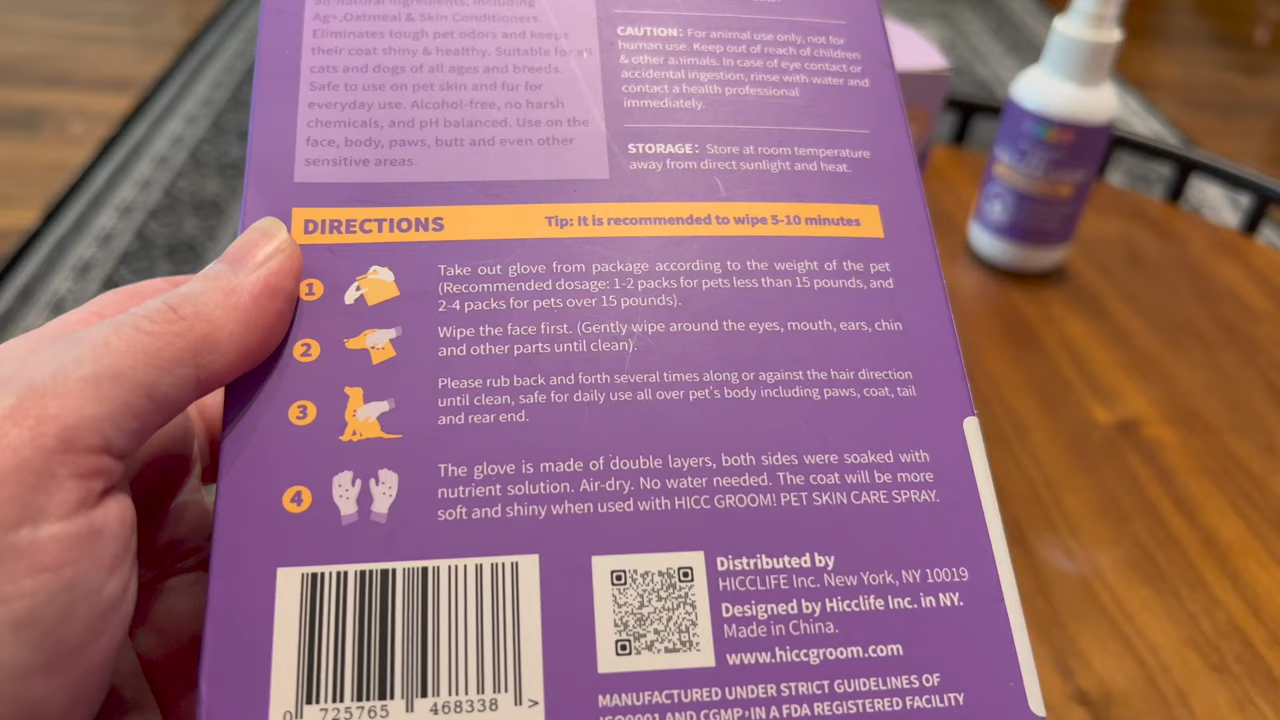 all-natural ingredients, including
Ag+,Oatmeal & Skin Conditioners.
Eliminates tough pet odors and keeps
their coat shiny & healthy. Suitable for all
cats and dogs of all ages and breeds.
Safe to use on pet skin and fur for
everyday use. Alcohol-free, no harsh
chemicals, and pH balanced. Use on the
face, body, paws, butt and even other
sensitive areas.
CAUTION: For animal use only, not for
human use. Keep out of reach of children
& other animals. In case of eye contact or
accidental ingestion, rinse with water and
contact a health professional
immediately.
STORAGE: Store at room temperature
away from direct sunlight and heat.
DIRECTIONS
Tip: It is recommended to wipe 5-10 minutes
1
Take out glove from package according to the weight of the pet
(Recommended dosage: 1-2 packs for pets less than 15 pounds, and
2-4 packs for pets over 15 pounds).
2
Wipe the face first. (Gently wipe around the eyes, mouth, ears, chin
and other parts until clean).
3
Please rub back and forth several times along or against the hair direction
until clean, safe for daily use all over pet's body including paws, coat, tail
and rear end.
4
The glove is made of double layers, both sides were soaked with
nutrient solution. Air-dry. No water needed. The coat will be more
soft and shiny when used with HICC GROOM! PET SKIN CARE SPRAY.
0 725765 468338 >
Distributed by
HICCLIFE Inc. New York, NY 10019
Designed by Hicclife Inc. in NY.
Made in China.
www.hiccgroom.com
MANUFACTURED UNDER STRICT GUIDELINES OF
ISO9001 AND CGMP, IN A FDA REGISTERED FACILITY